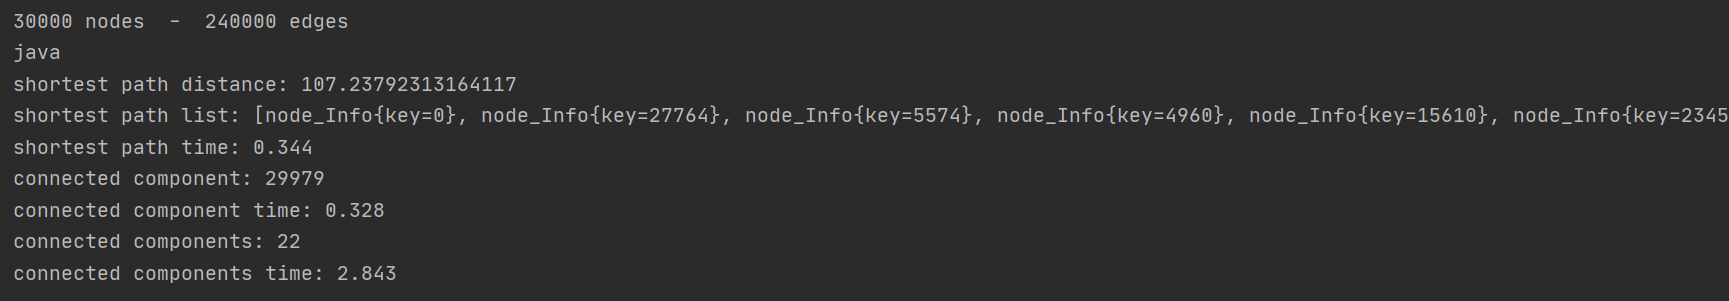 30000 nodes  -  240000 edges
java
shortest path distance: 107.23792313164117
shortest path list: [node_Info{key=0}, node_Info{key=27764}, node_Info{key=5574}, node_Info{key=4960}, node_Info{key=15610}, node_Info{key=2345
shortest path time: 0.344
connected component: 29979
connected component time: 0.328
connected components: 22
connected components time: 2.843